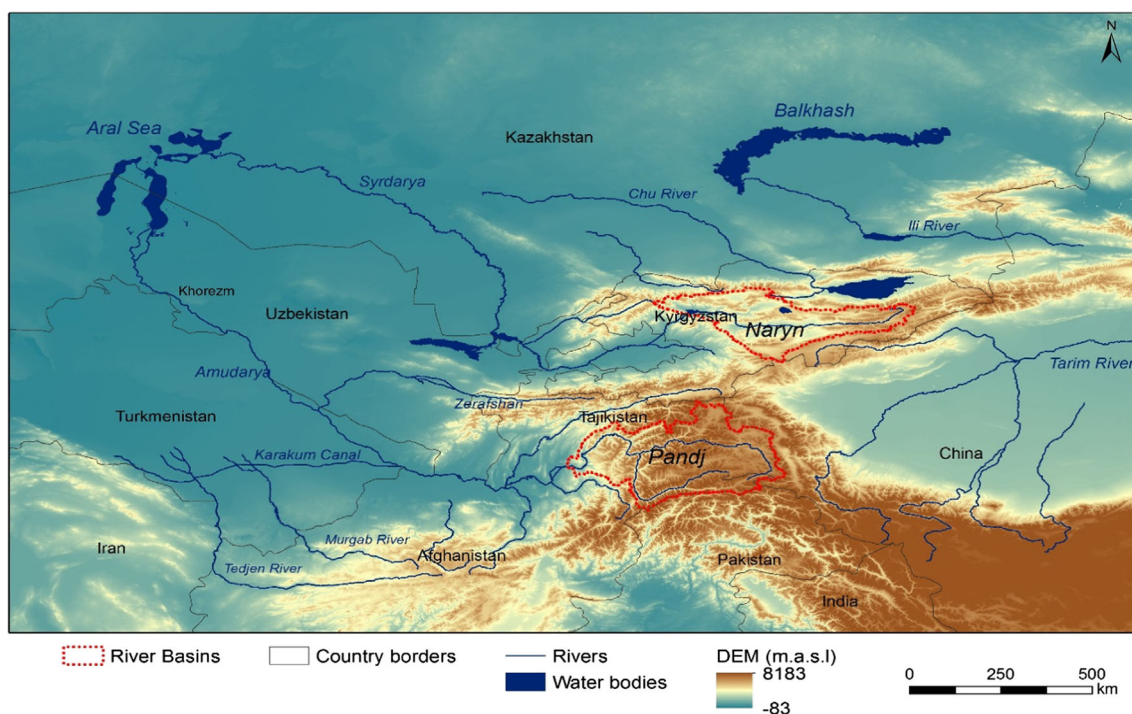 N
Aral Sea
Balkhash
Kazakhstan
Syrdarya
Chu River
Ili River
Khorezm
Uzbekistan
Kyrgyzstan
Naryn
Tarim River
Amudarya
Zerafshan
Turkmenistan
Tajikistan
Karakum Canal
Pandj
China
Iran
Murgab River
Afghanistan
Tedjen River
Pakistan
India
River Basins
Country borders
Rivers
Water bodies
DEM (m.a.s.l)
8183
-83
0 250 500
km